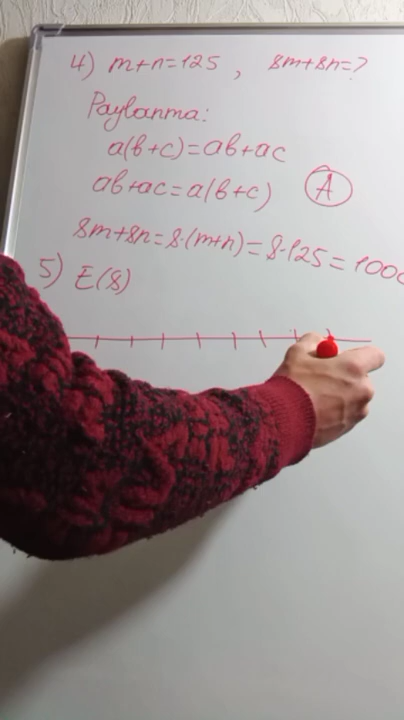 4) m+n=125, 8m+8n=?
Paylanma:
a(b+c)=ab+ac
ab+ac=a(b+c) A
8m+8n=8·(m+n)=8·125=1000
5) E(8)